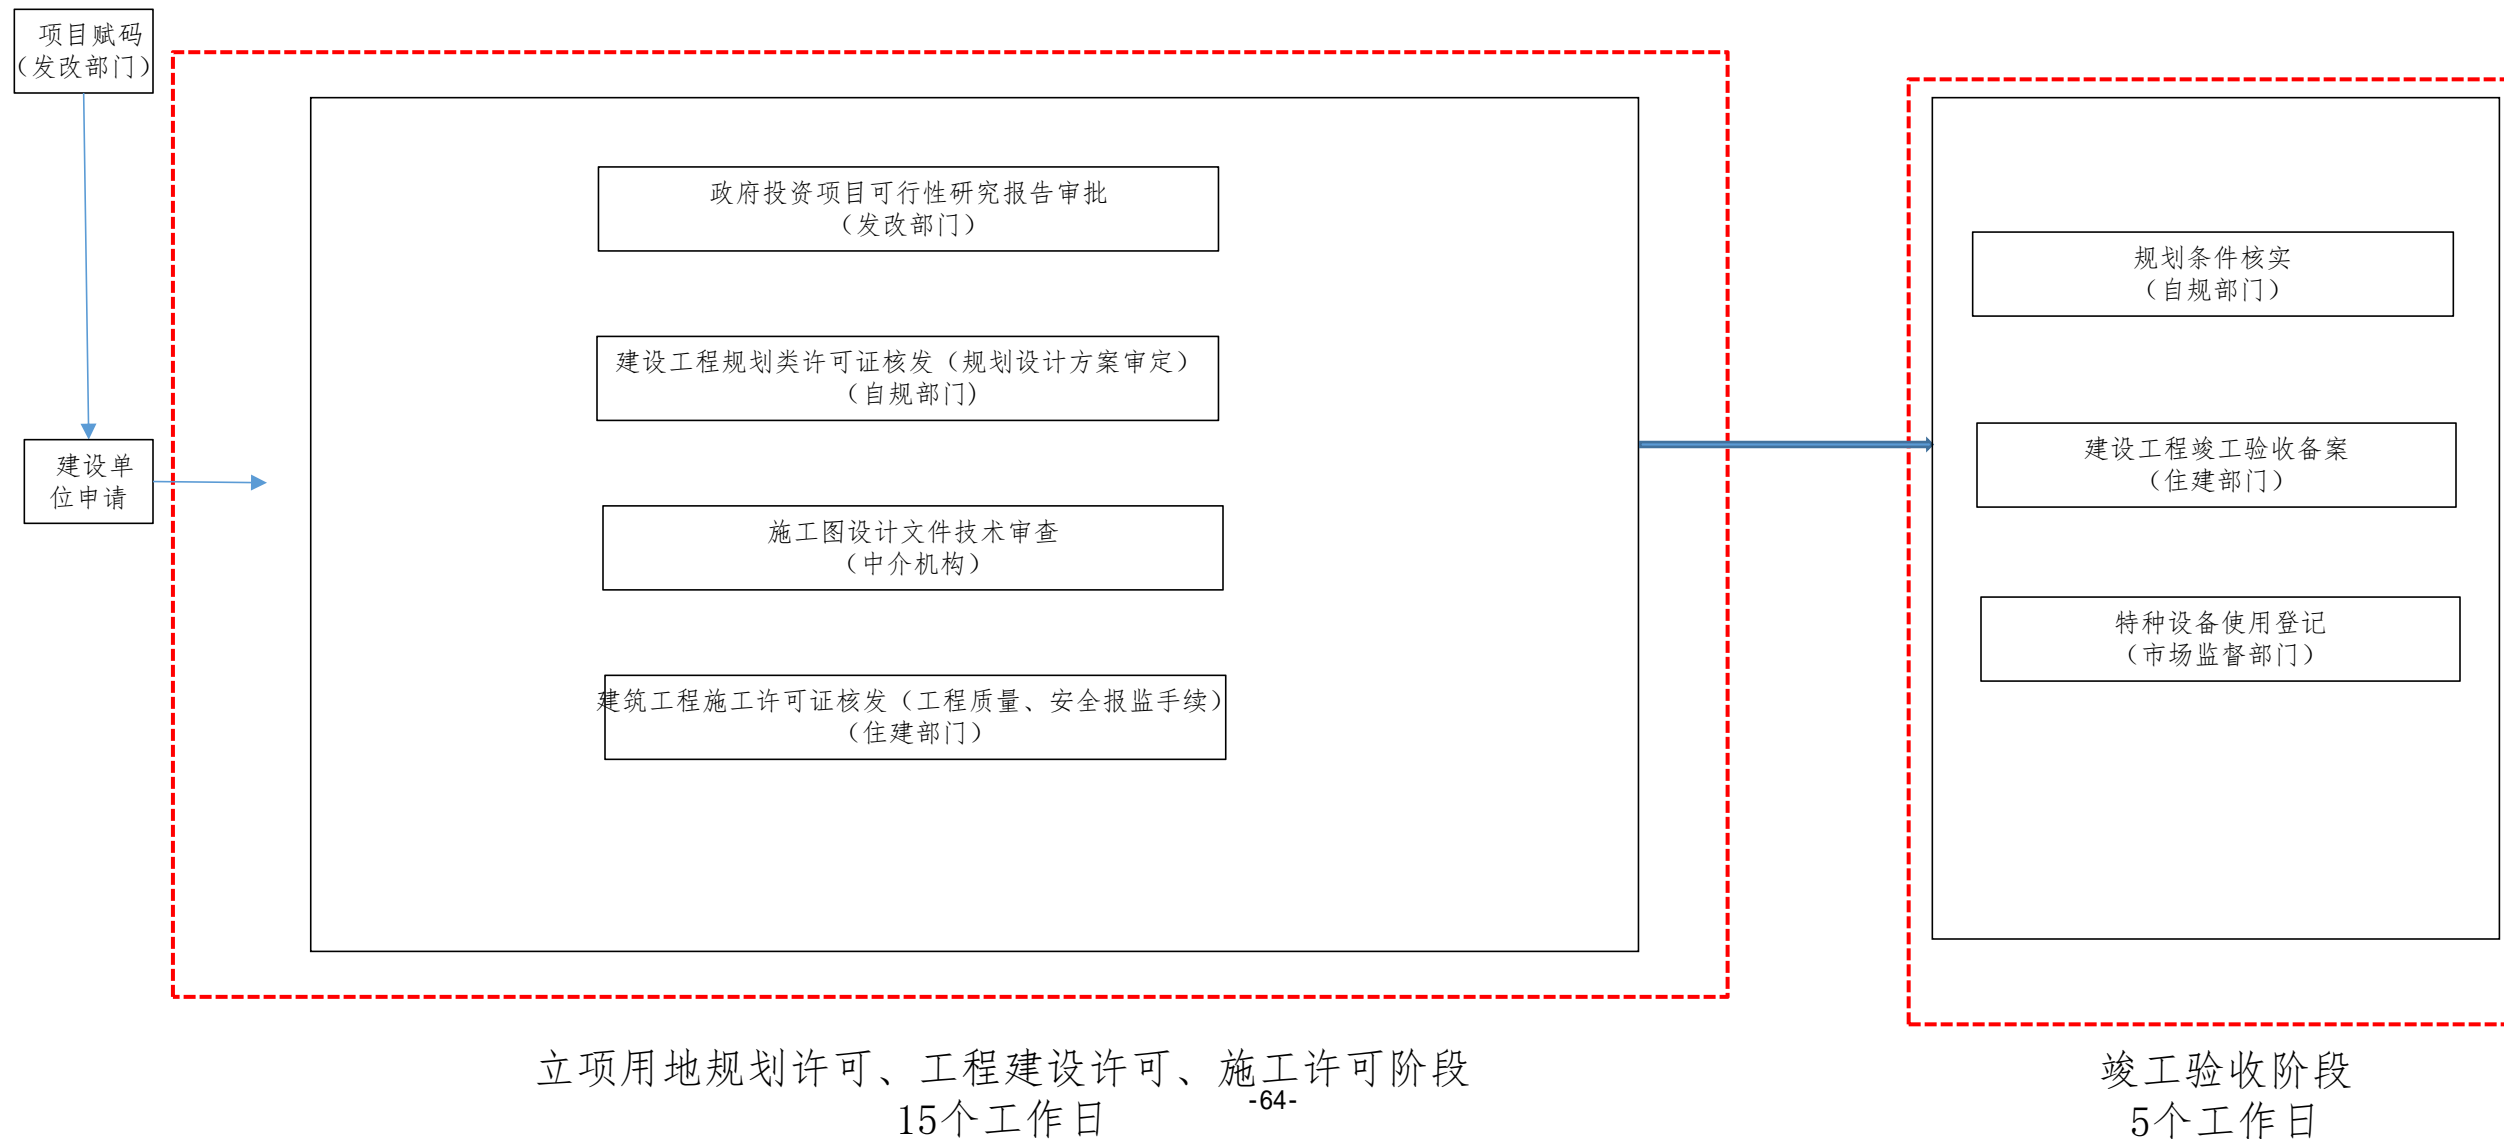 项目赋码
（发改部门）
建设单
位申请
政府投资项目可行性研究报告审批
（发改部门）
建设工程规划类许可证核发（规划设计方案审定）
（自规部门）
施工图设计文件技术审查
（中介机构）
建筑工程施工许可证核发（工程质量、安全报监手续）
（住建部门）
规划条件核实
（自规部门）
建设工程竣工验收备案
（住建部门）
特种设备使用登记
（市场监督部门）
立项用地规划许可、工程建设许可、施工许可阶段
15个工作日
-64-
竣工验收阶段
5个工作日